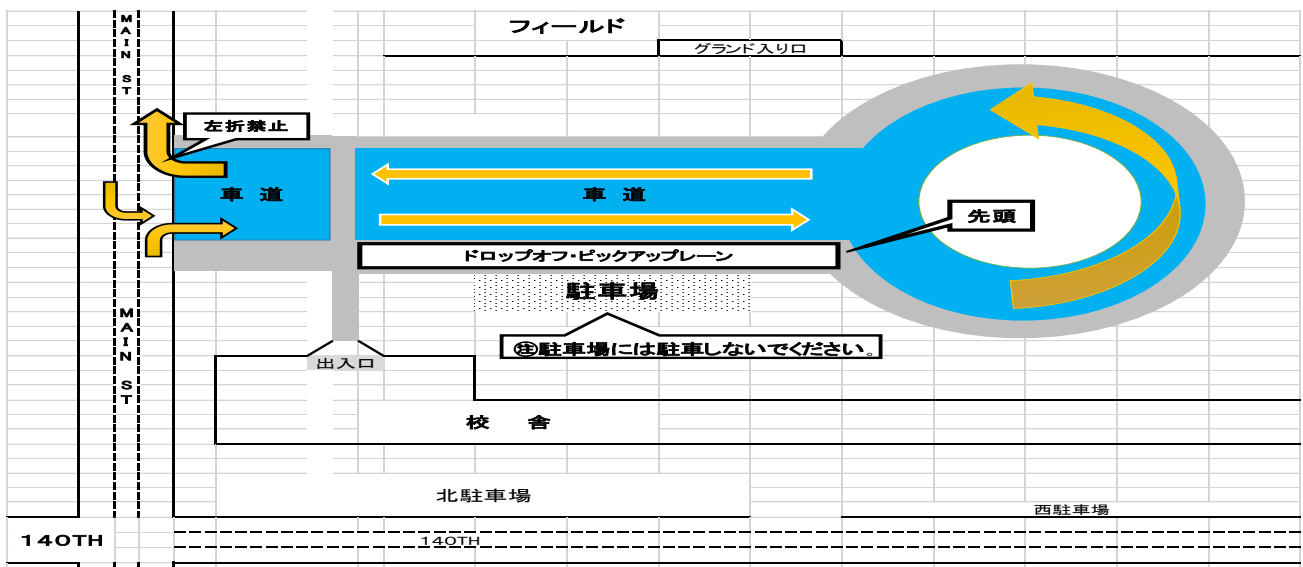 MAIN ST
フィールド
グランド入り口
左折禁止
車 道
車 道
先頭
ドロップオフ・ピックアップレーン
駐車場
MAIN ST
㊟駐車場には駐車しないでください。
出入口
校 舎
北駐車場
西駐車場
140TH
140TH